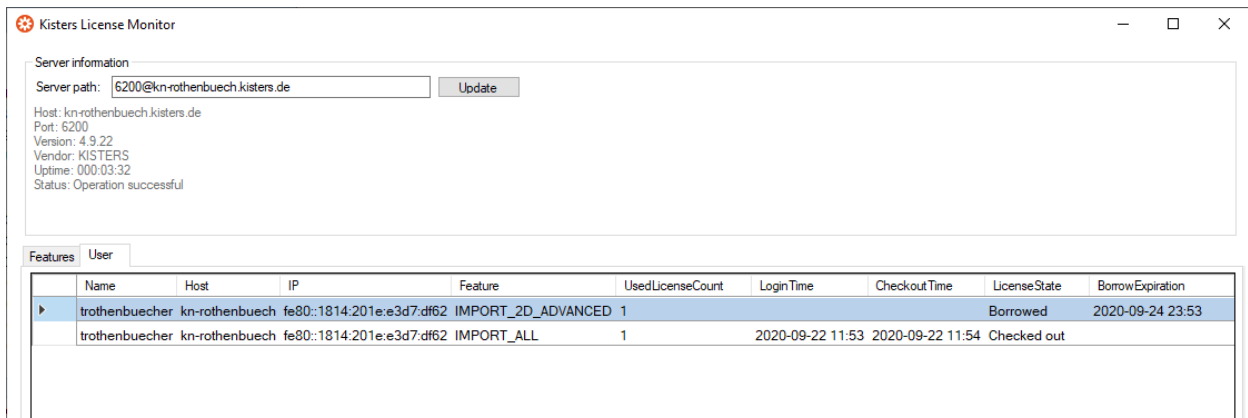 Kisters License Monitor
Server information
Server path: 6200@kn-rothenbuech.kisters.de Update
Host: kn-rothenbuech.kisters.de
Port: 6200
Version: 4.9.22
Vendor: KISTERS
Uptime: 000:03:32
Status: Operation successful
Features User
Name Host IP Feature UsedLicenseCount LoginTime CheckoutTime LicenseState BorrowExpiration
trothenbuecher kn-rothenbuech fe80::1814:201e:e3d7:df62 IMPORT_2D_ADVANCED 1 Borrowed 2020-09-24 23:53
trothenbuecher kn-rothenbuech fe80::1814:201e:e3d7:df62 IMPORT_ALL 1 2020-09-22 11:53 2020-09-22 11:54 Checked out